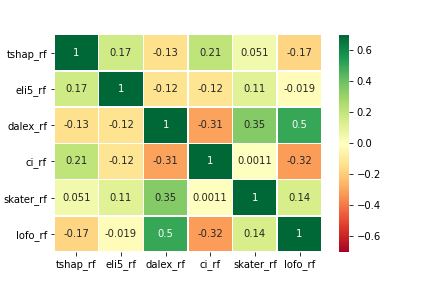 tshap_rf 1 0.17 -0.13 0.21 0.051 -0.17
eli5_rf 0.17 1 -0.12 -0.12 0.11 -0.019
dalex_rf -0.13 -0.12 1 -0.31 0.35 0.5
ci_rf 0.21 -0.12 -0.31 1 0.0011 -0.32
skater_rf 0.051 0.11 0.35 0.0011 1 0.14
lofo_rf -0.17 -0.019 0.5 -0.32 0.14 1
tshap_rf eli5_rf dalex_rf ci_rf skater_rf lofo_rf
0.6
0.4
0.2
0.0
−0.2
−0.4
−0.6